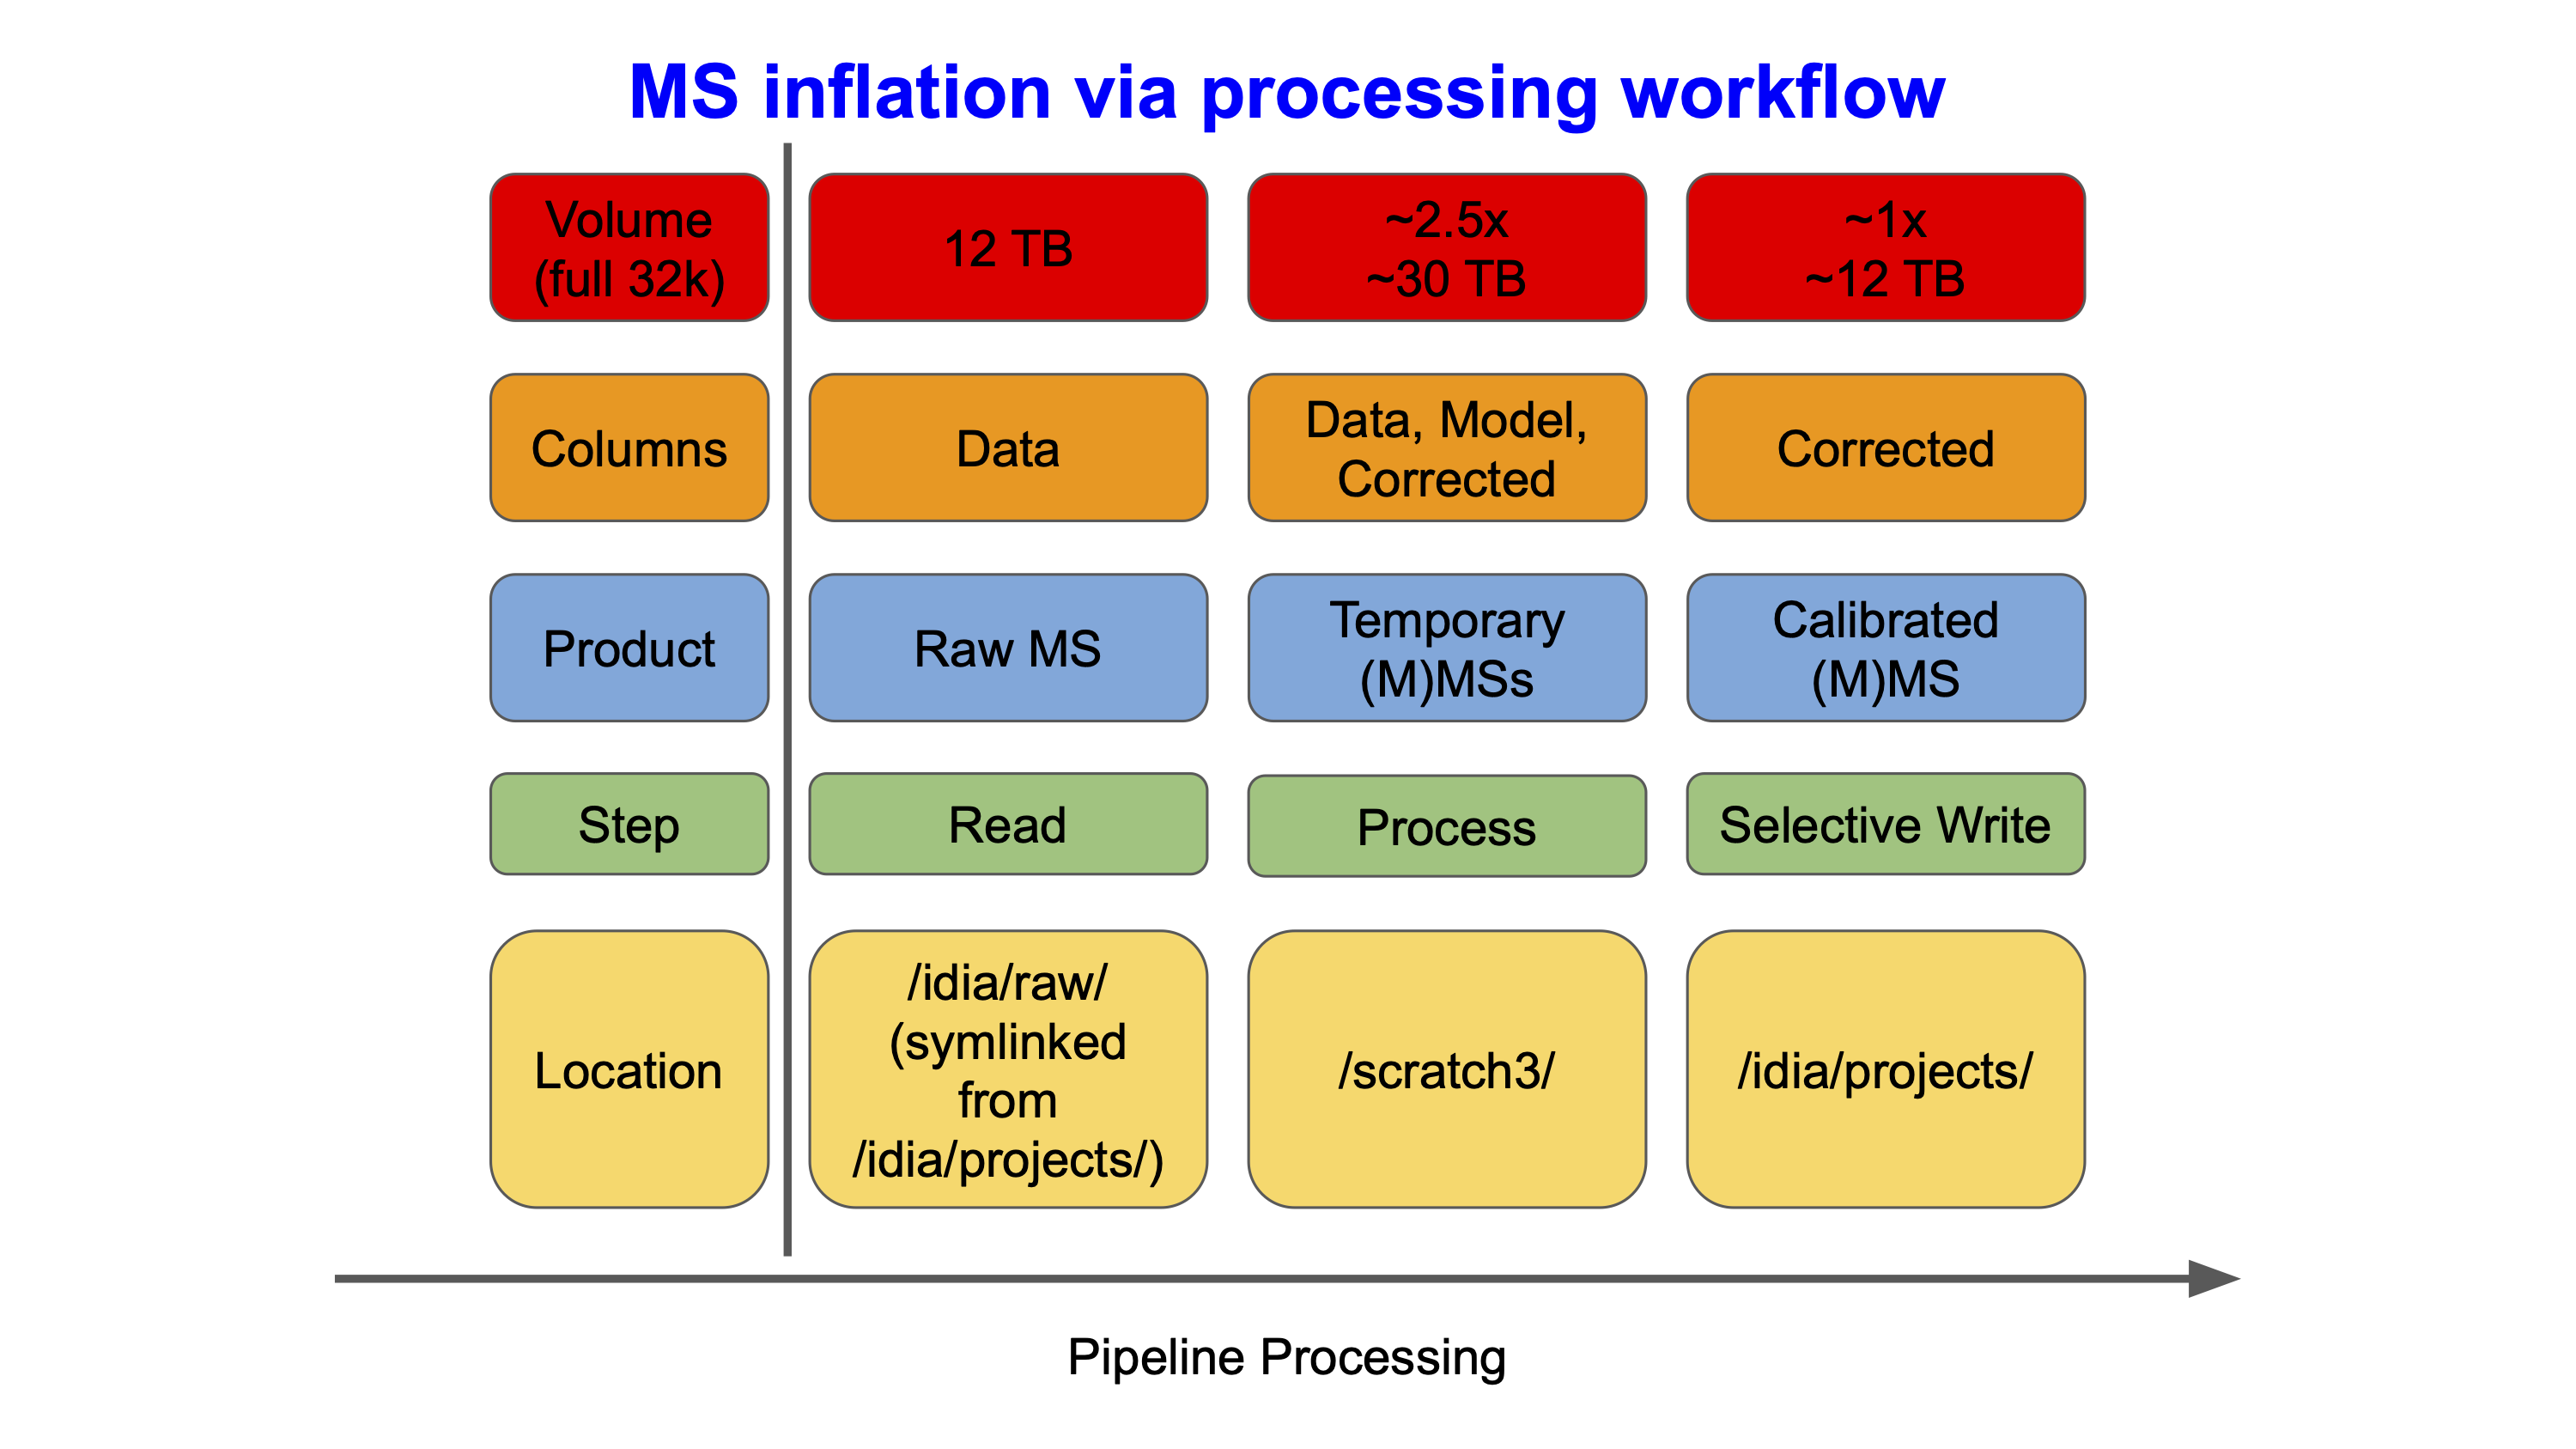 MS inflation via processing workflow
Volume
(full 32k)
12 TB
~2.5x
~30 TB
~1x
~12 TB
Columns
Data
Data, Model,
Corrected
Corrected
Product
Raw MS
Temporary
(M)MSs
Calibrated
(M)MS
Step
Read
Process
Selective Write
Location
/idia/raw/
(symlinked
from
/idia/projects/)
/scratch3/
/idia/projects/
Pipeline Processing